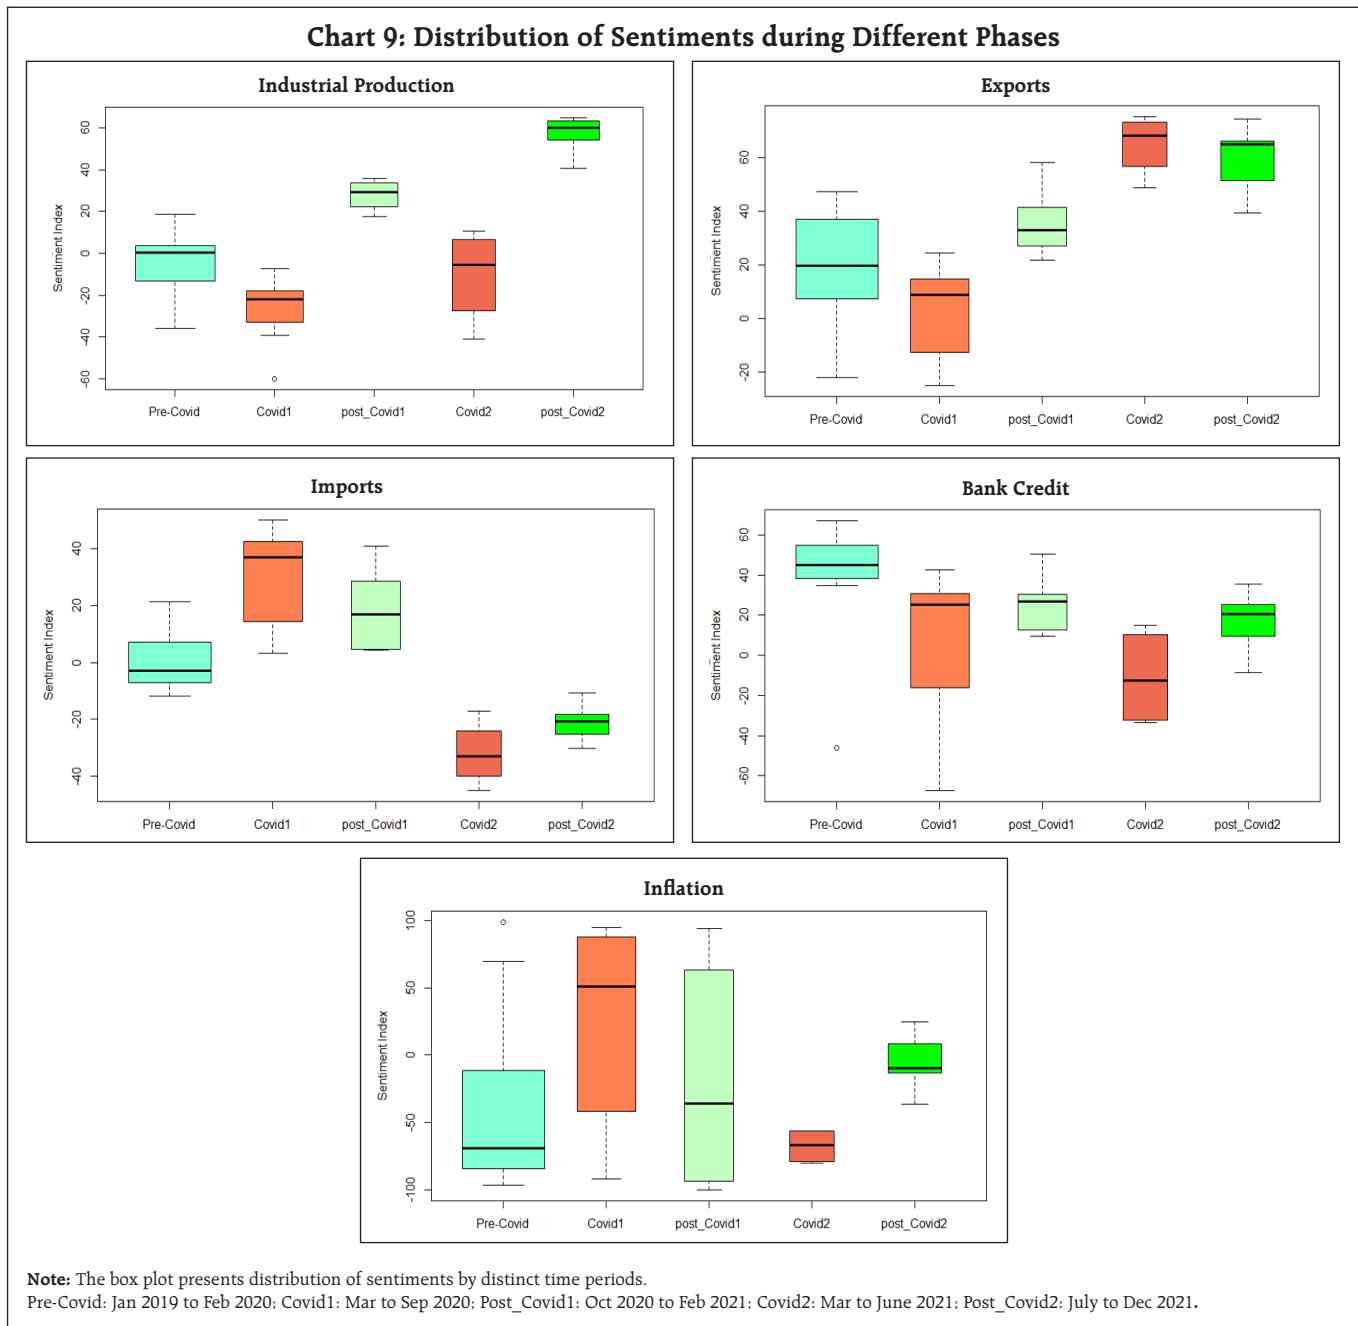 Chart 9: Distribution of Sentiments during Different Phases
Industrial Production
Sentiment Index
60
40
20
0
-20
-40
-60
Pre-Covid Covid1 post_Covid1 Covid2 post_Covid2
Exports
Sentiment Index
60
40
20
0
-20
Pre-Covid Covid1 post_Covid1 Covid2 post_Covid2
Imports
Sentiment Index
40
20
0
-20
-40
Pre-Covid Covid1 post_Covid1 Covid2 post_Covid2
Bank Credit
Sentiment Index
60
40
20
0
-20
-40
-60
Pre-Covid Covid1 post_Covid1 Covid2 post_Covid2
Inflation
Sentiment Index
100
50
0
-50
-100
Pre-Covid Covid1 post_Covid1 Covid2 post_Covid2
Note: The box plot presents distribution of sentiments by distinct time periods.
Pre-Covid: Jan 2019 to Feb 2020; Covid1: Mar to Sep 2020; Post_Covid1: Oct 2020 to Feb 2021; Covid2: Mar to June 2021; Post_Covid2: July to Dec 2021.